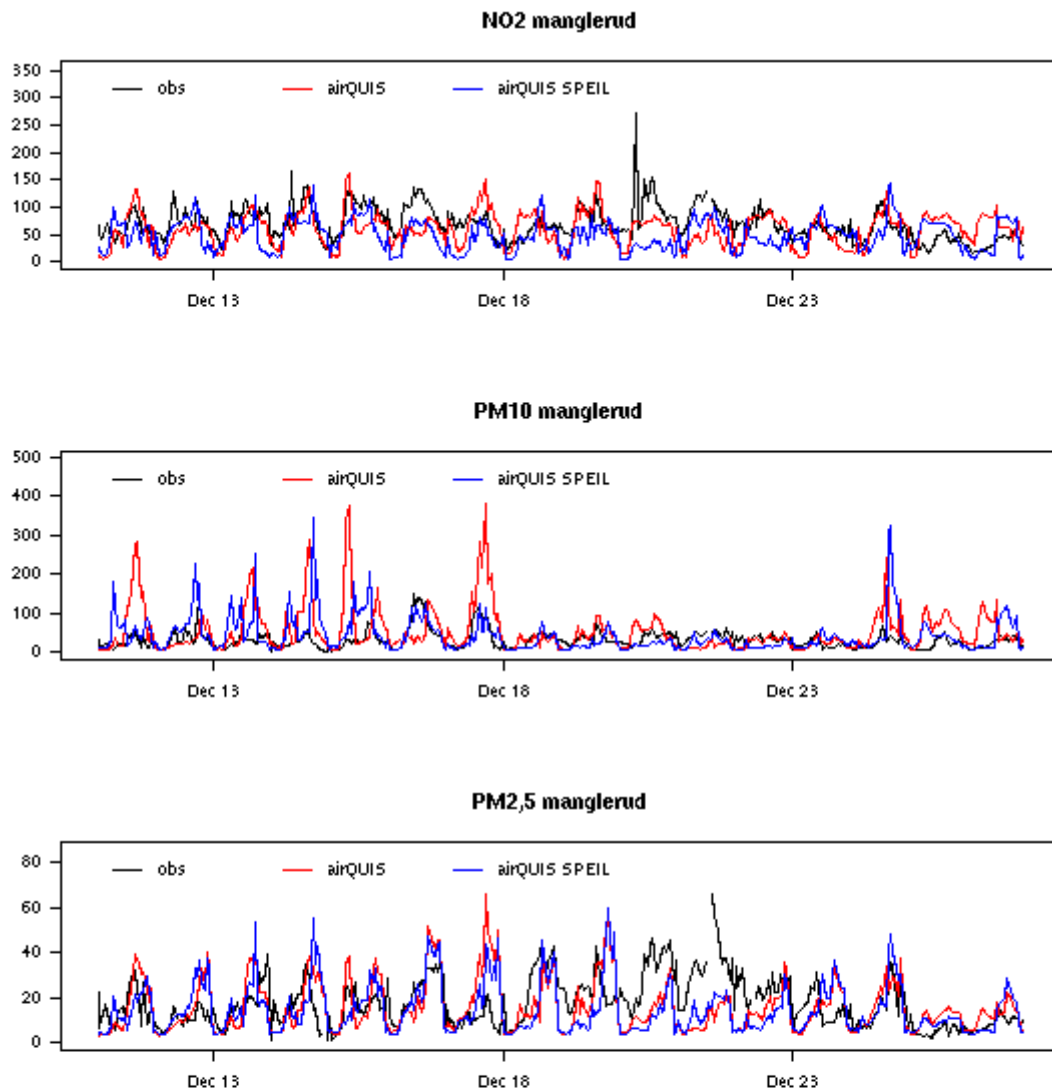 NO2 manglerud
350
300
250
200
150
100
50
0
obs airQUIS airQUIS SPEIL
Dec 13 Dec 18 Dec 23
PM10 manglerud
500
400
300
200
100
0
obs airQUIS airQUIS SPEIL
Dec 13 Dec 18 Dec 23
PM2,5 manglerud
80
60
40
20
0
obs airQUIS airQUIS SPEIL
Dec 13 Dec 18 Dec 23